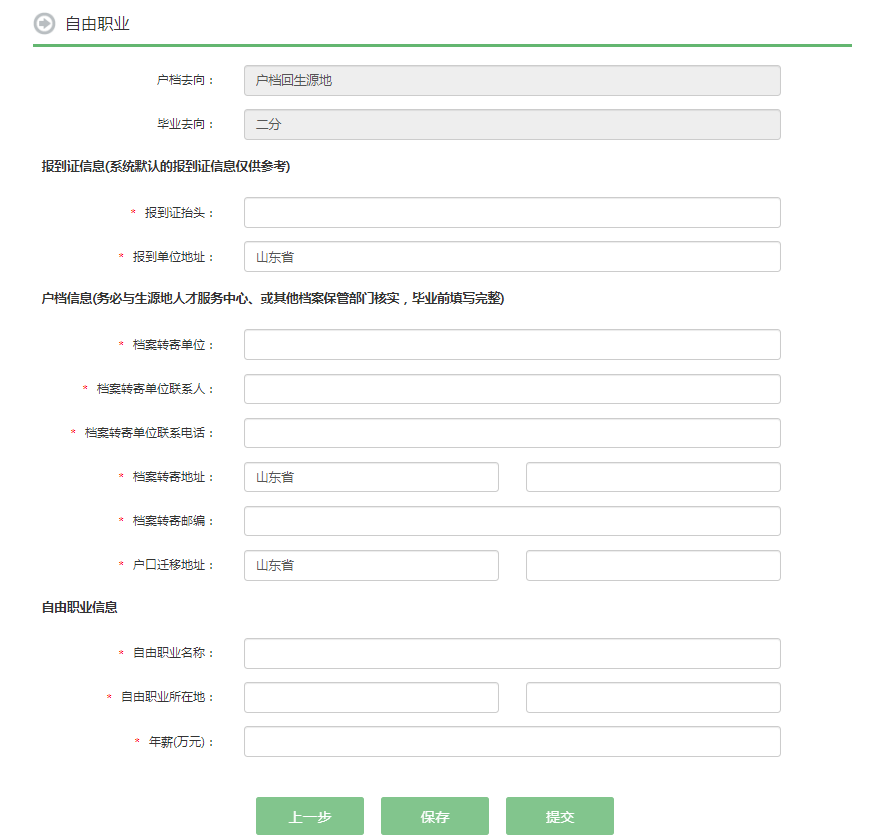 自由职业
户档去向： 户档回生源地
毕业去向： 二分
报到证信息(系统默认的报到证信息仅供参考)
* 报到证抬头：
* 报到单位地址： 山东省
户档信息(务必与生源地人才服务中心、或其他档案保管部门核实，毕业前填写完整)
* 档案转寄单位：
* 档案转寄单位联系人：
* 档案转寄单位联系电话：
* 档案转寄地址： 山东省
* 档案转寄邮编：
* 户口迁移地址： 山东省
自由职业信息
* 自由职业名称：
* 自由职业所在地：
* 年薪(万元)：
上一步 保存 提交